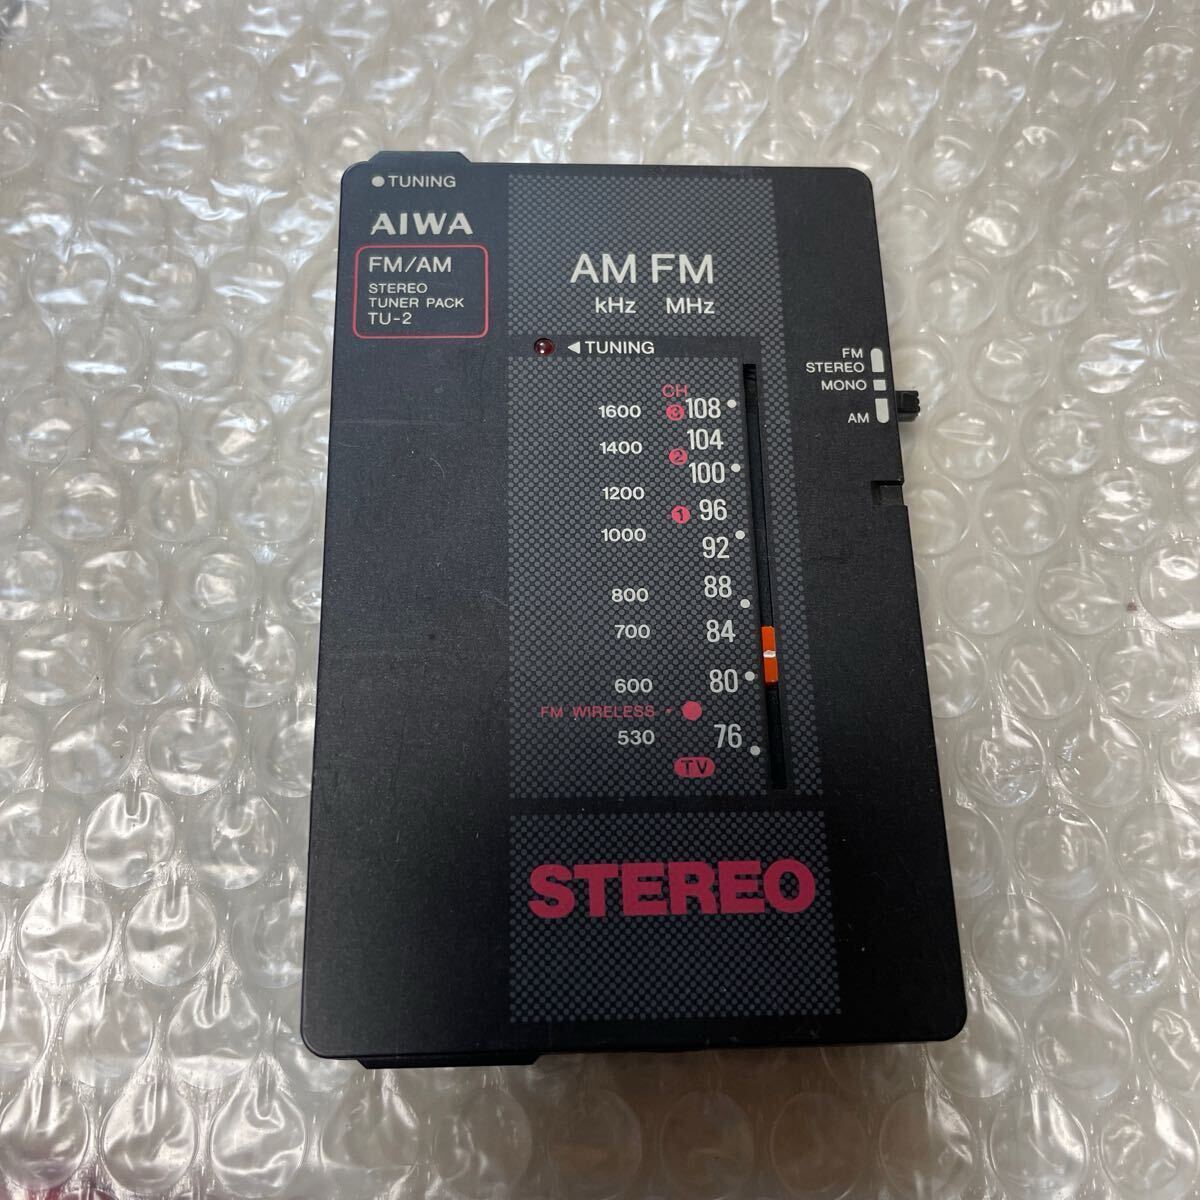 TUNING
AIWA
FM/AM
STEREO
TUNER PACK
TU-2
AM FM
kHz MHz
◀TUNING
FM
STEREO
MONO
AM
CH
1600 3 108
1400 104
2
100
1200
1 96
1000
92
800 88
700 84
600 80
FM WIRELESS -
530 76
TV
STEREO